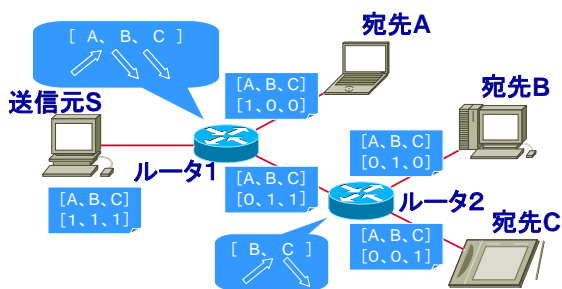 [ A、B、C ]
宛先A
送信元S
[A、B、C]
[1、0、0]
宛先B
[A、B、C]
[0、1、0]
ルータ1
[A、B、C]
[0、1、1]
[A、B、C]
[1、1、1]
ルータ2
宛先C
[A、B、C]
[0、0、1]
[ B、C ]